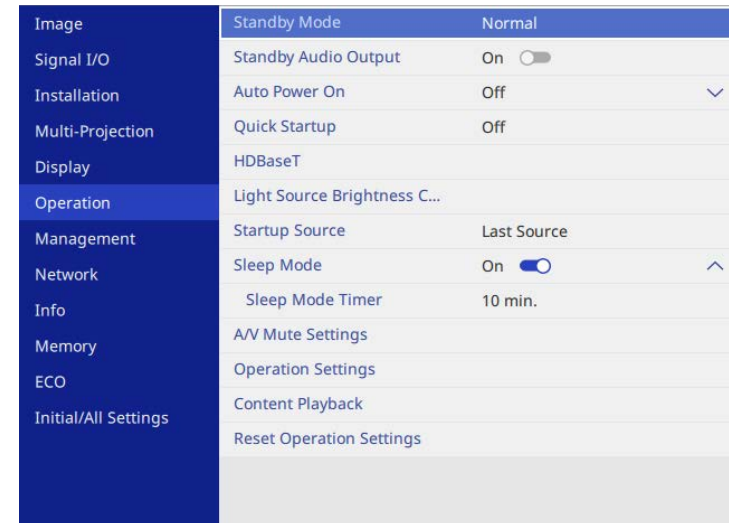 Image
Signal I/O
Installation
Multi-Projection
Display
Operation
Management
Network
Info
Memory
ECO
Initial/All Settings
Standby Mode Normal
Standby Audio Output On
Auto Power On Off
Quick Startup Off
HDBaseT
Light Source Brightness C...
Startup Source Last Source
Sleep Mode On
Sleep Mode Timer 10 min.
A/V Mute Settings
Operation Settings
Content Playback
Reset Operation Settings